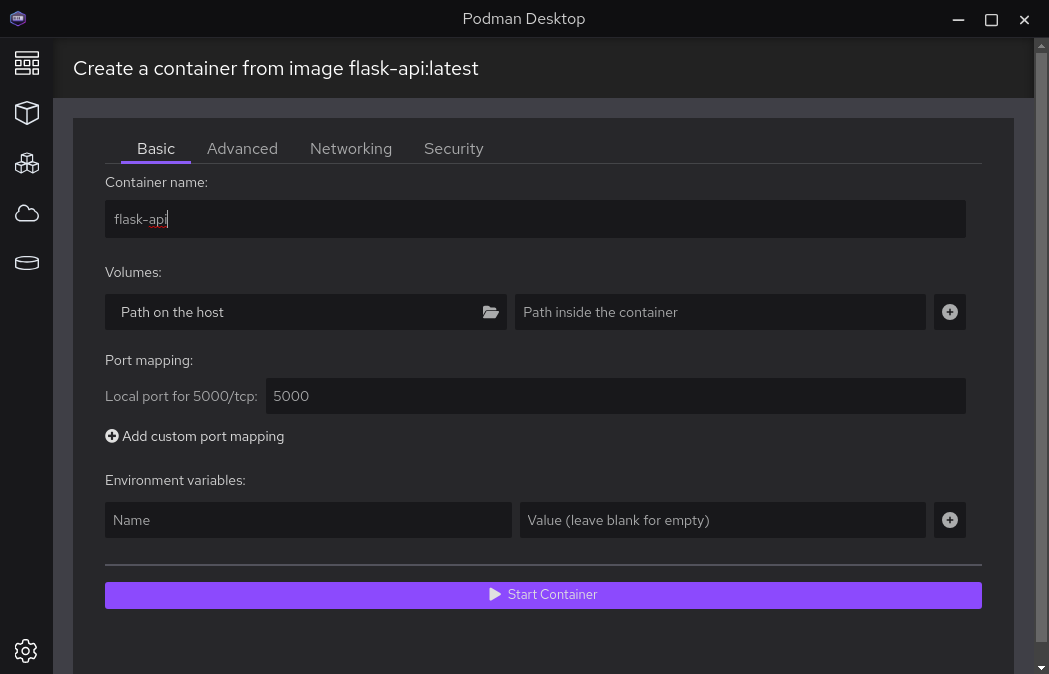 Podman Desktop
Create a container from image flask-api:latest
Basic Advanced Networking Security
Container name:
flask-api
Volumes:
Path on the host Path inside the container
Port mapping:
Local port for 5000/tcp: 5000
Add custom port mapping
Environment variables:
Name Value (leave blank for empty)
Start Container